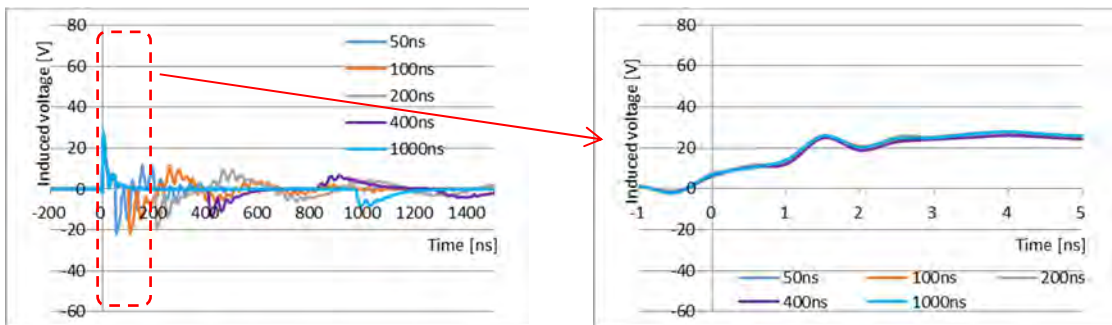 Induced voltage [V]
80
60
40
20
0
-20
-40
-60
-200 0 200 400 600 800 1000 1200 1400
Time [ns]
50ns
100ns
200ns
400ns
1000ns
Induced voltage [V]
80
60
40
20
0
-20
-40
-60
-1 0 1 2 3 4 5
Time [ns]
50ns 100ns 200ns
400ns 1000ns